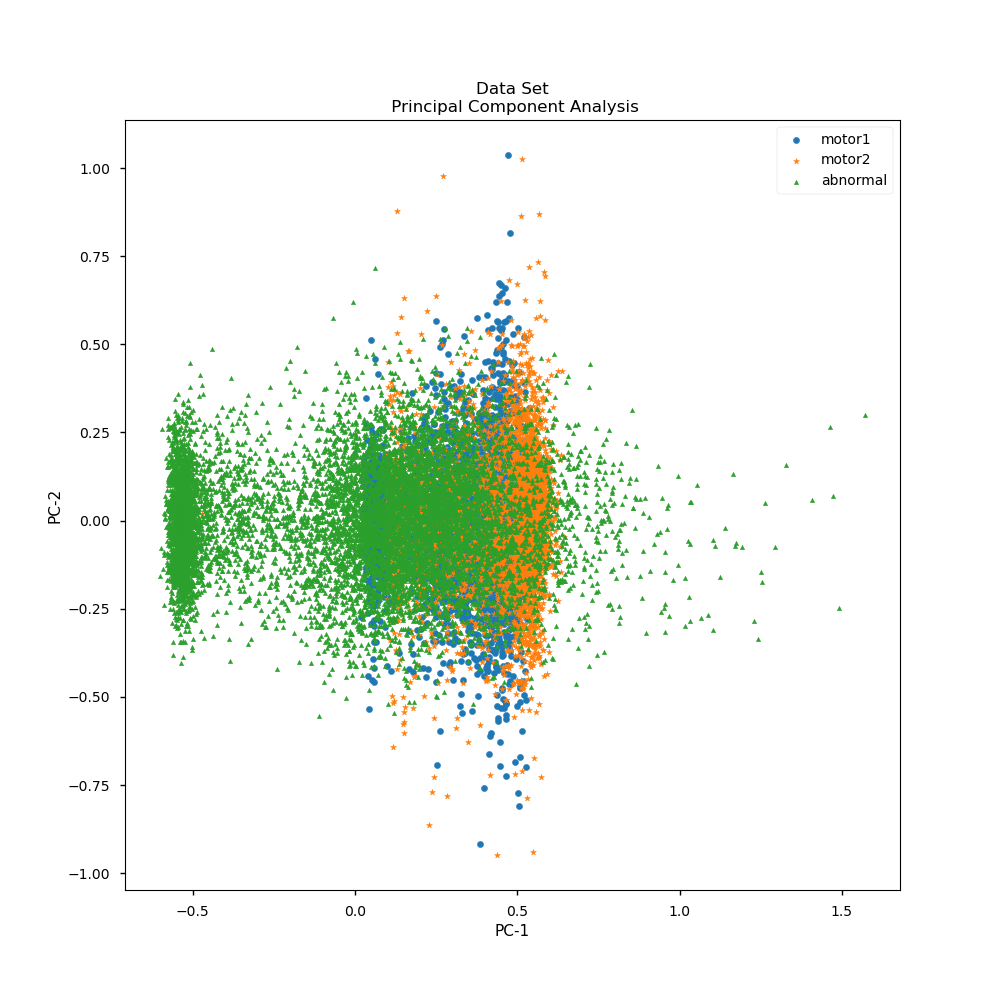 Data Set
Principal Component Analysis
motor1
motor2
abnormal
1.00
0.75
0.50
0.25
0.00
−0.25
−0.50
−0.75
−1.00
PC-2
−0.5
0.0
0.5
1.0
1.5
PC-1